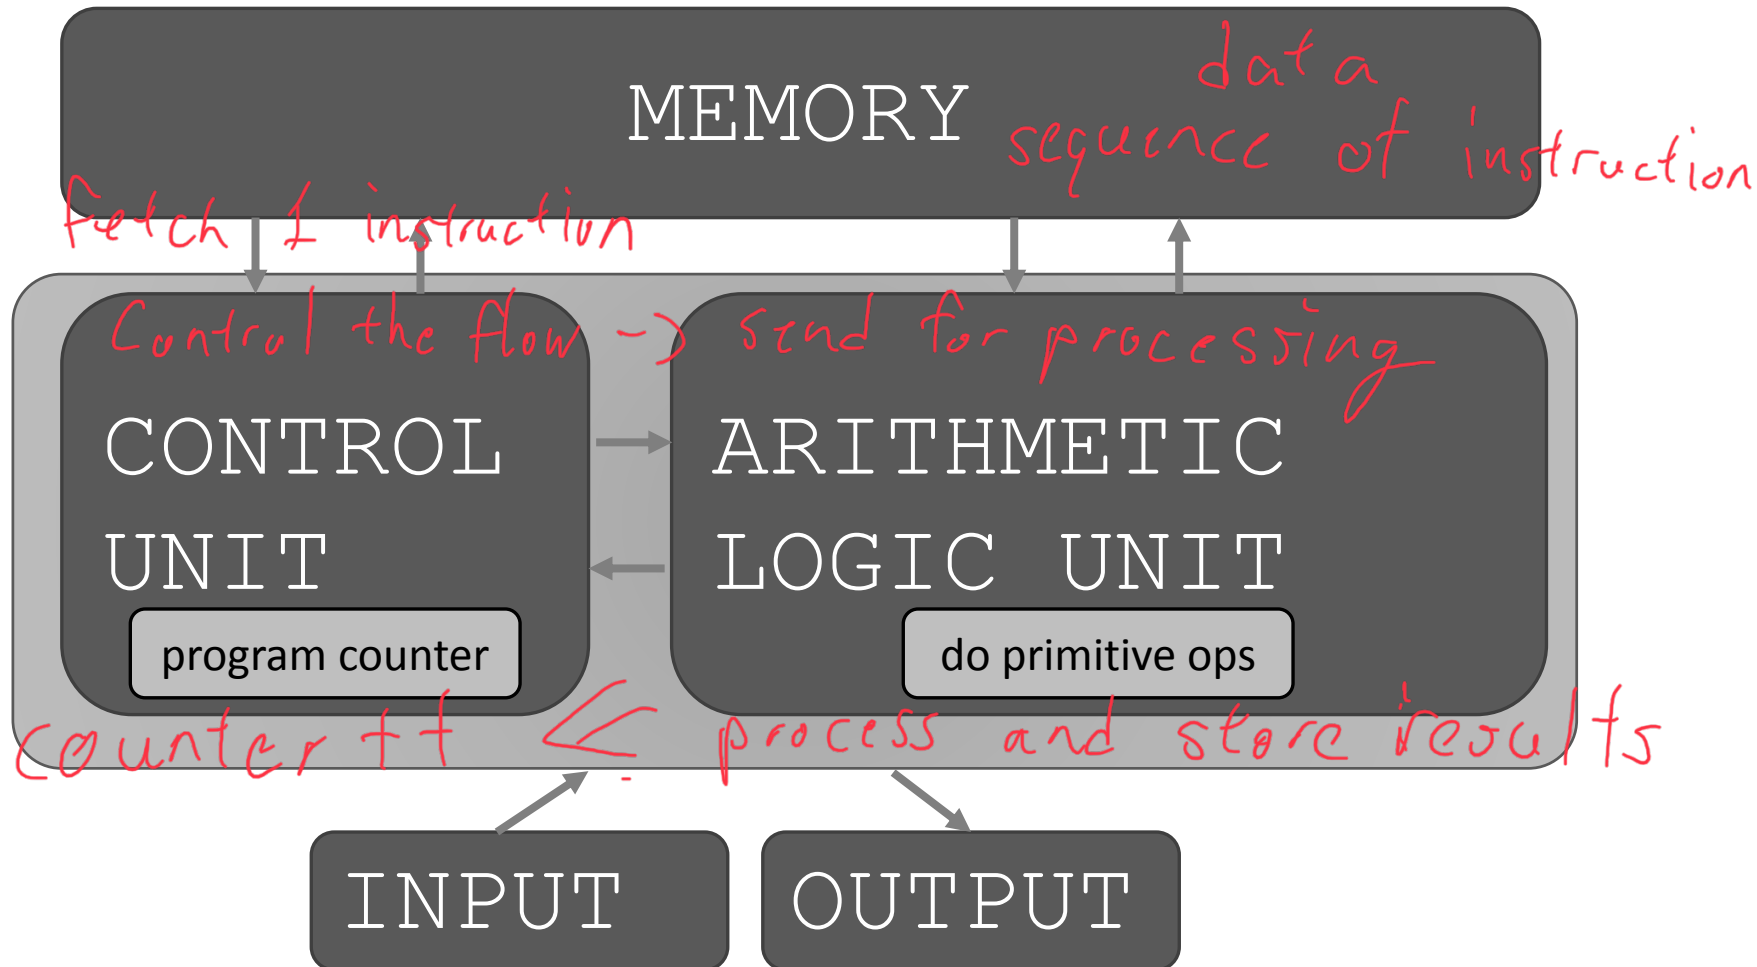 data
MEMORY
sequence of instruction
Fetch 1 instruction
Control the flow -> send for processing
CONTROL
UNIT
ARITHMETIC
LOGIC UNIT
program counter
do primitive ops
counter ++ <= process and store results
INPUT
OUTPUT